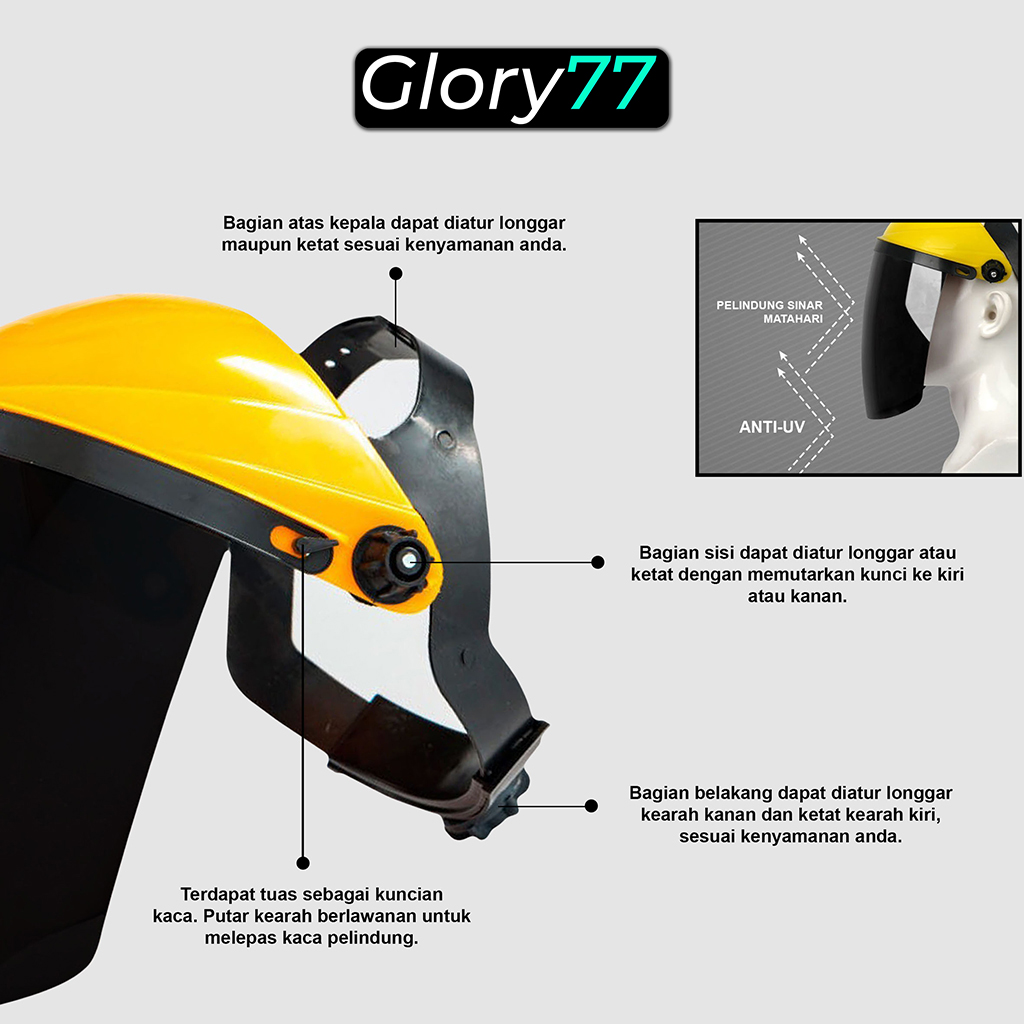 Glory77
Bagian atas kepala dapat diatur longgar
maupun ketat sesuai kenyamanan anda.
PELINDUNG SINAR
MATAHARI
ANTI-UV
Bagian sisi dapat diatur longgar atau
ketat dengan memutarkan kunci ke kiri
atau kanan.
Bagian belakang dapat diatur longgar
kearah kanan dan ketat kearah kiri,
sesuai kenyamanan anda.
Terdapat tuas sebagai kuncian
kaca. Putar kearah berlawanan untuk
melepas kaca pelindung.